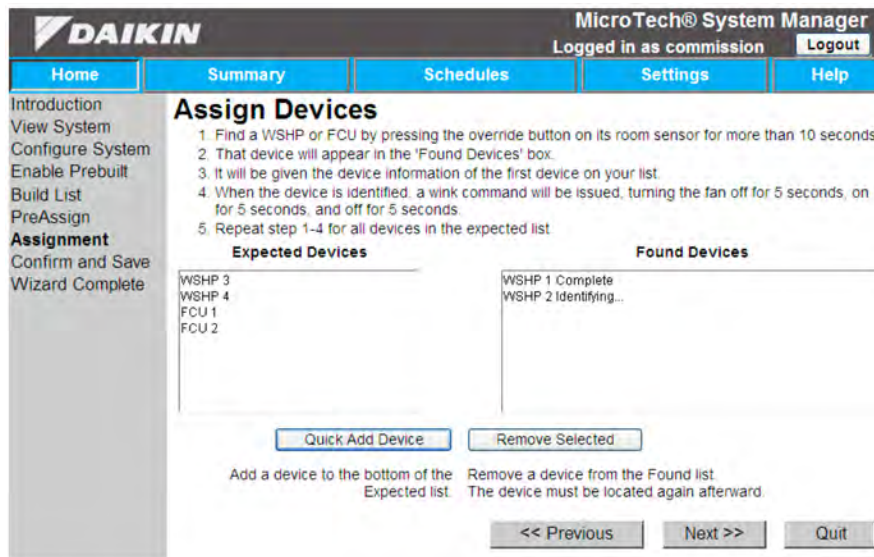 DAIKIN
MicroTech® System Manager
Logged in as commission Logout
Home Summary Schedules Settings Help
Introduction
View System
Configure System
Enable Prebuilt
Build List
PreAssign
Assignment
Confirm and Save
Wizard Complete
Assign Devices
1. Find a WSHP or FCU by pressing the override button on its room sensor for more than 10 seconds
2. That device will appear in the 'Found Devices' box.
3. It will be given the device information of the first device on your list.
4. When the device is identified, a wink command will be issued, turning the fan off for 5 seconds, on
for 5 seconds, and off for 5 seconds.
5. Repeat step 1-4 for all devices in the expected list
Expected Devices
WSHP 3
WSHP 4
FCU 1
FCU 2
Found Devices
WSHP 1 Complete
WSHP 2 Identifying...
Quick Add Device
Add a device to the bottom of the
Expected list.
Remove Selected
Remove a device from the Found list.
The device must be located again afterward.
<< Previous Next >> Quit